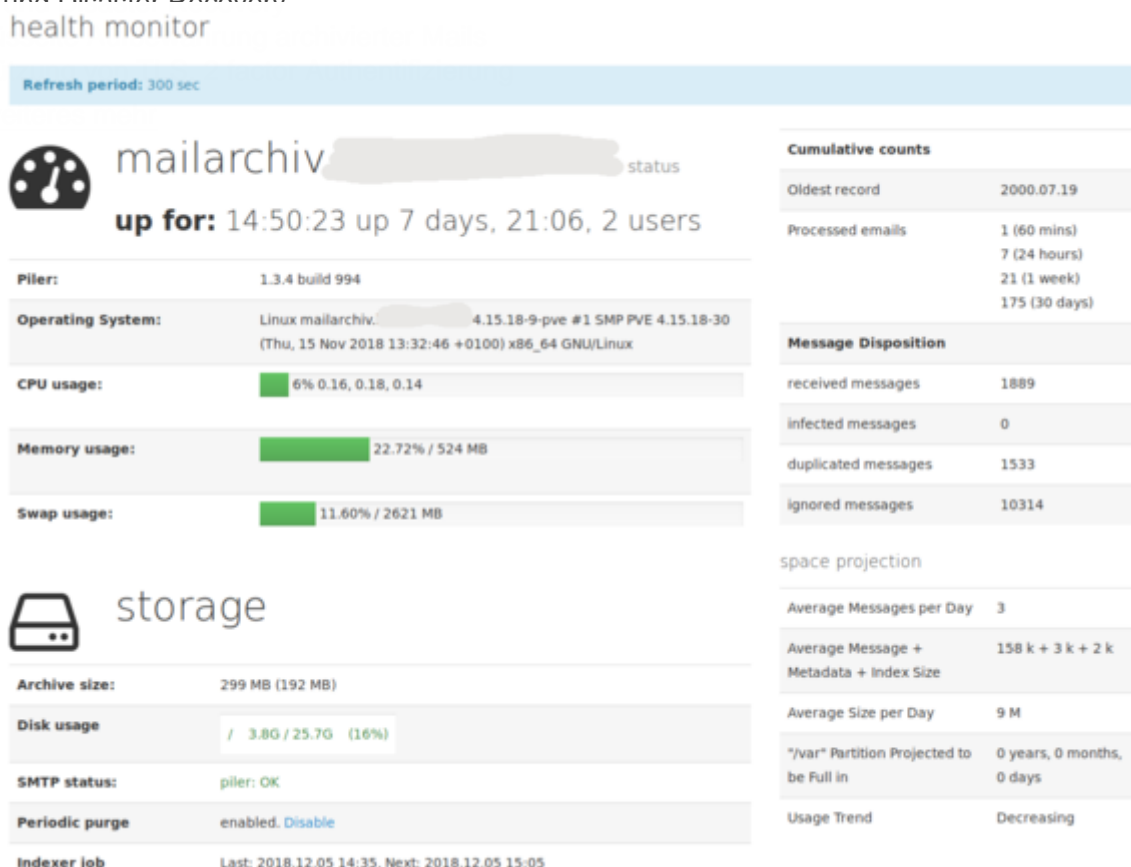 health monitor
Refresh period: 300 sec
mailarchiv status
up for: 14:50:23 up 7 days, 21:06, 2 users
Piler: 1.3.4 build 994
Operating System: Linux mailarchiv. 4.15.18-9-pve #1 SMP PVE 4.15.18-30
(Thu, 15 Nov 2018 13:32:46 +0100) x86_64 GNU/Linux
CPU usage: 6% 0.16, 0.18, 0.14
Memory usage: 22.72% / 524 MB
Swap usage: 11.60% / 2621 MB
storage
Archive size: 299 MB (192 MB)
Disk usage / 3.8G / 25.7G (16%)
SMTP status: piler: OK
Periodic purge enabled. Disable
Indexer job Last: 2018.12.05 14:35, Next: 2018.12.05 15:05
Cumulative counts
Oldest record 2000.07.19
Processed emails 1 (60 mins)
7 (24 hours)
21 (1 week)
175 (30 days)
Message Disposition
received messages 1889
infected messages 0
duplicated messages 1533
ignored messages 10314
space projection
Average Messages per Day 3
Average Message + 158 k + 3 k + 2 k
Metadata + Index Size
Average Size per Day 9 M
"/var" Partition Projected to 0 years, 0 months,
be Full in 0 days
Usage Trend Decreasing